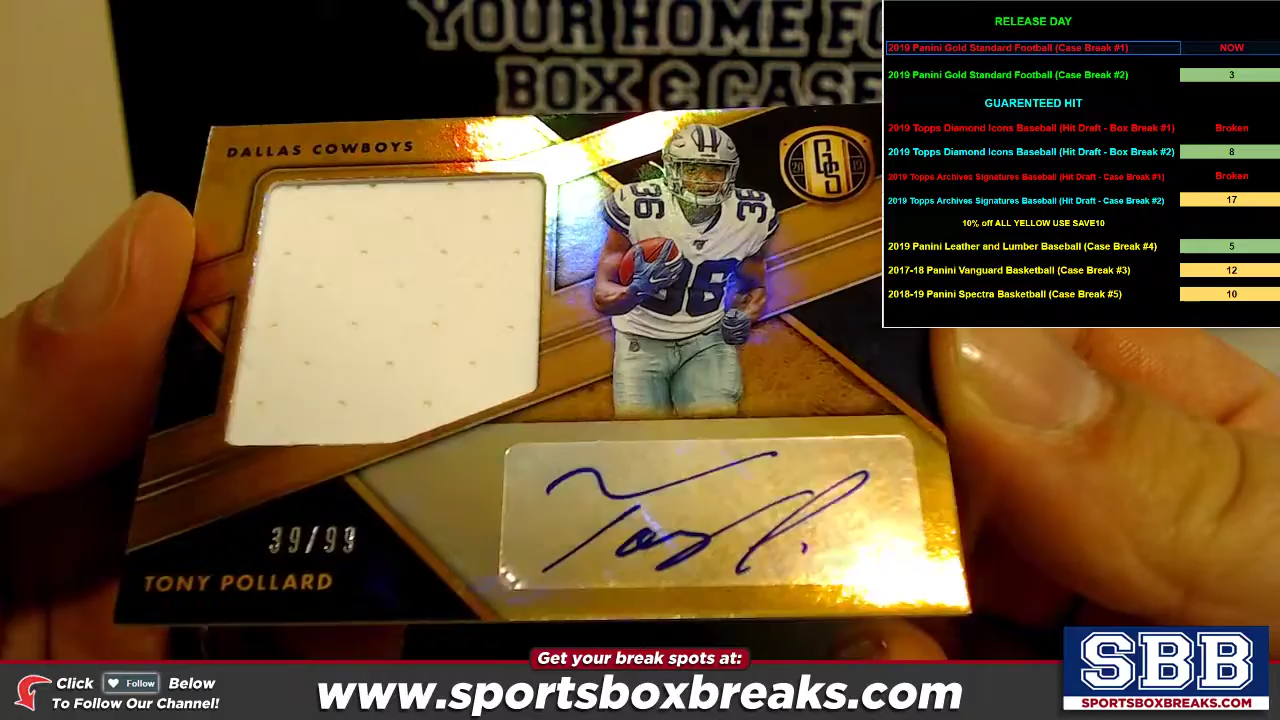 YOUR HOME FO
BOX & CASE
DALLAS COWBOYS
20 GS 19
36
36
36
39/99
TONY POLLARD
Tony P.
RELEASE DAY
2019 Panini Gold Standard Football (Case Break #1) NOW
2019 Panini Gold Standard Football (Case Break #2) 3
GUARENTEED HIT
2019 Topps Diamond Icons Baseball (Hit Draft - Box Break #1) Broken
2019 Topps Diamond Icons Baseball (Hit Draft - Box Break #2) 8
2019 Topps Archives Signatures Baseball (Hit Draft - Case Break #1) Broken
2019 Topps Archives Signatures Baseball (Hit Draft - Case Break #2) 17
10% off ALL YELLOW USE SAVE10
2019 Panini Leather and Lumber Baseball (Case Break #4) 5
2017-18 Panini Vanguard Basketball (Case Break #3) 12
2018-19 Panini Spectra Basketball (Case Break #5) 10
Get your break spots at:
Click Follow Below
To Follow Our Channel!
www.sportsboxbreaks.com
SBB
SPORTSBOXBREAKS.COM